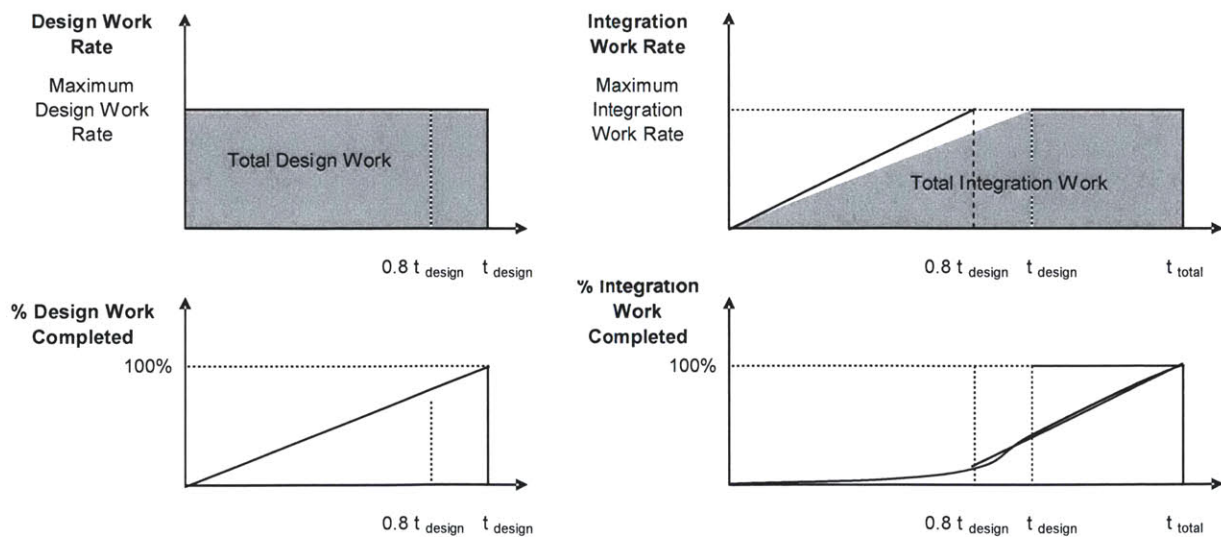 Design Work
Rate
Maximum
Design Work
Rate
Total Design Work
0.8 t design
t design
Integration
Work Rate
Maximum
Integration
Work Rate
Total Integration Work
0.8 t design
t design
t total
% Design Work
Completed
100%
0.8 t design
t design
% Integration
Work
Completed
100%
0.8 t design
t design
t total